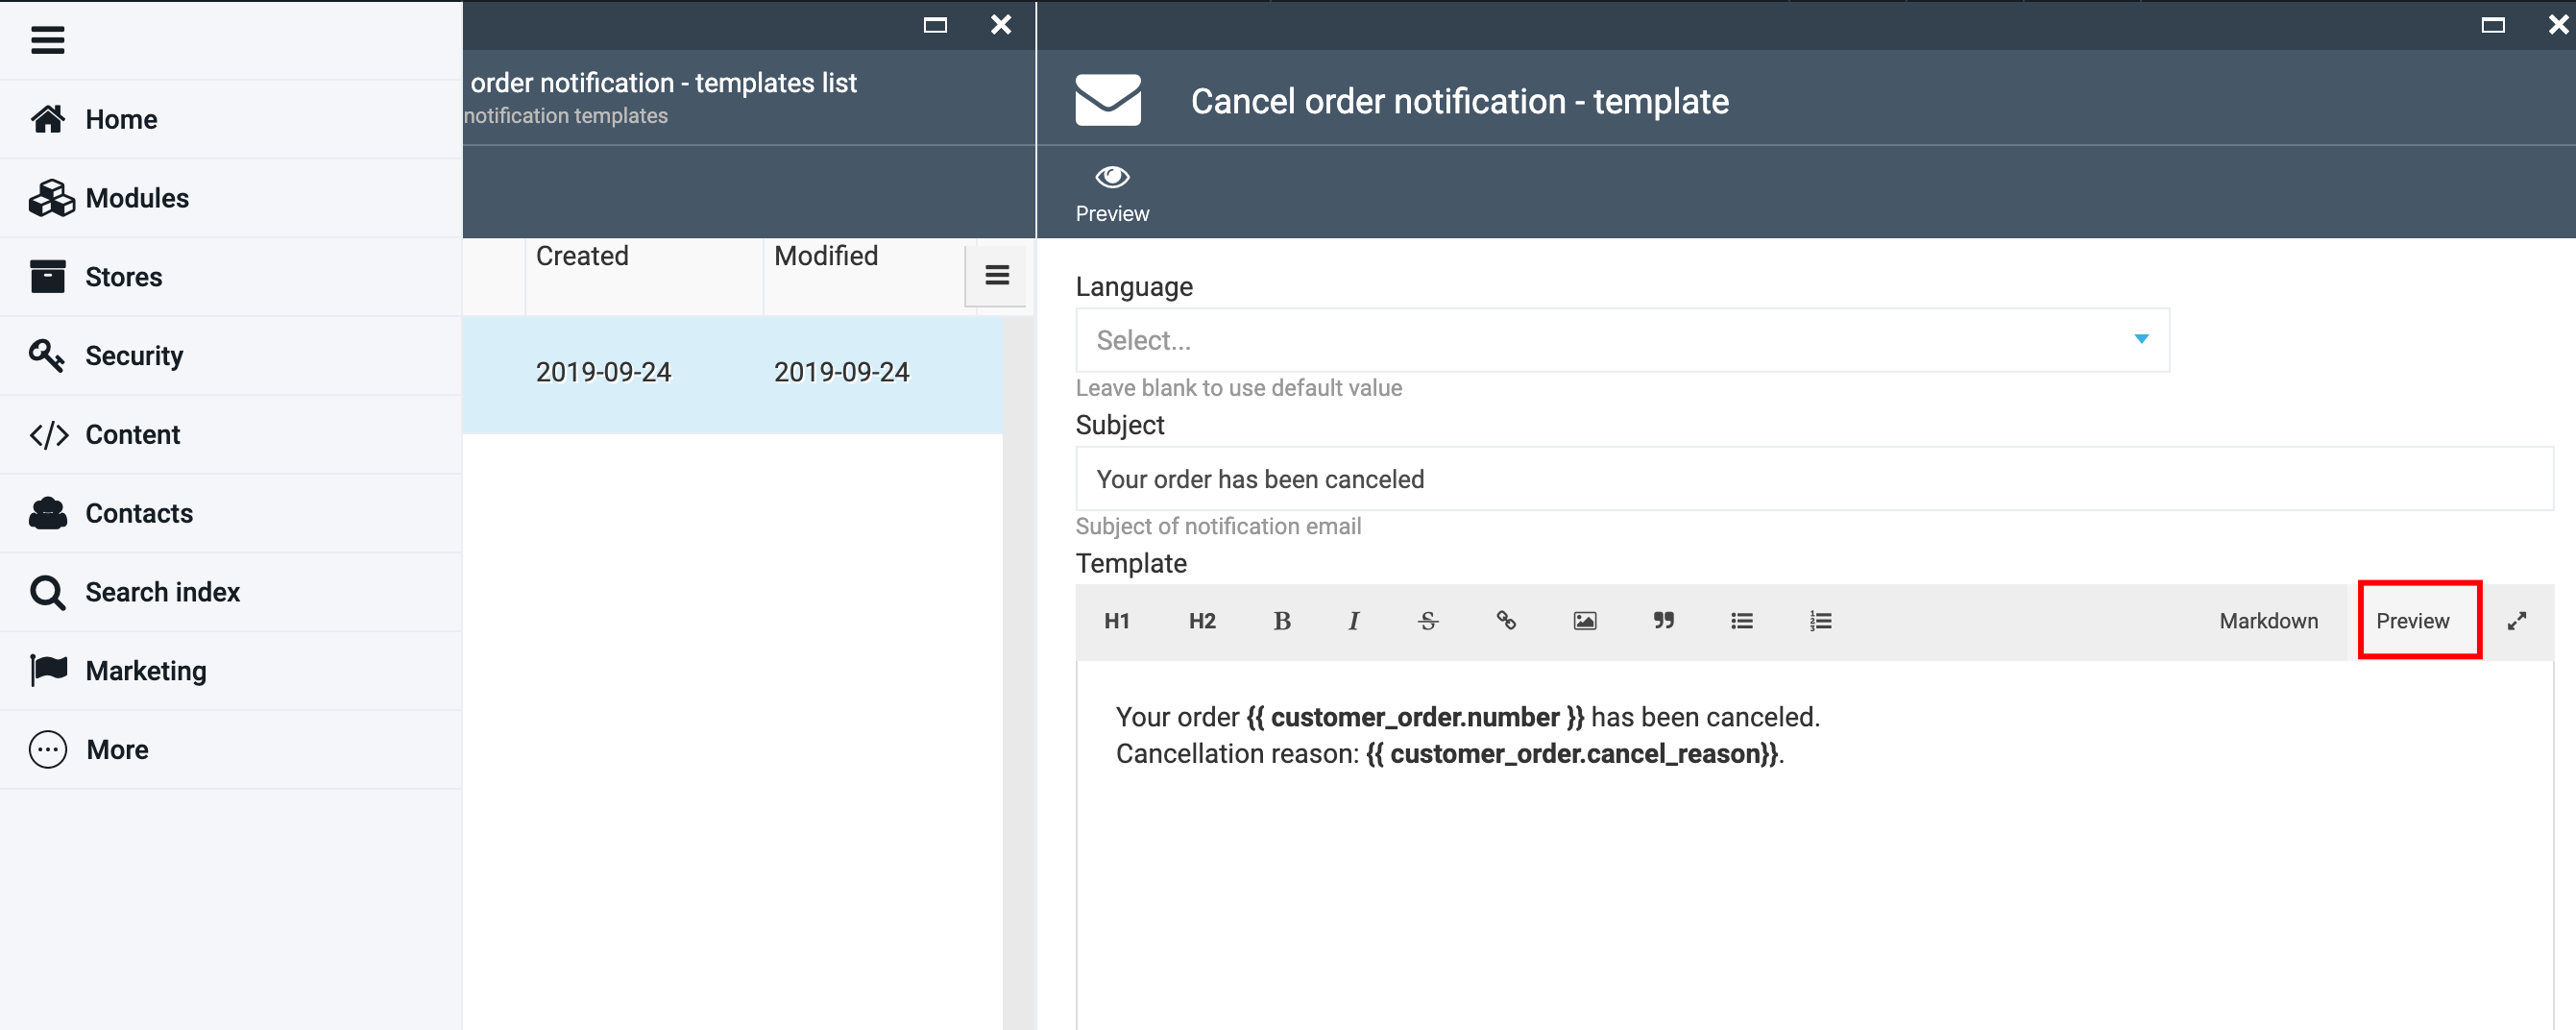 Home
Modules
Stores
Security
Content
Contacts
Search index
Marketing
More
order notification - templates list
notification templates
Created Modified
2019-09-24 2019-09-24
Cancel order notification - template
Preview
Language
Select...
Leave blank to use default value
Subject
Your order has been canceled
Subject of notification email
Template
H1 H2 B I S Markdown Preview
Your order {{ customer_order.number }} has been canceled.
Cancellation reason: {{ customer_order.cancel_reason}}.